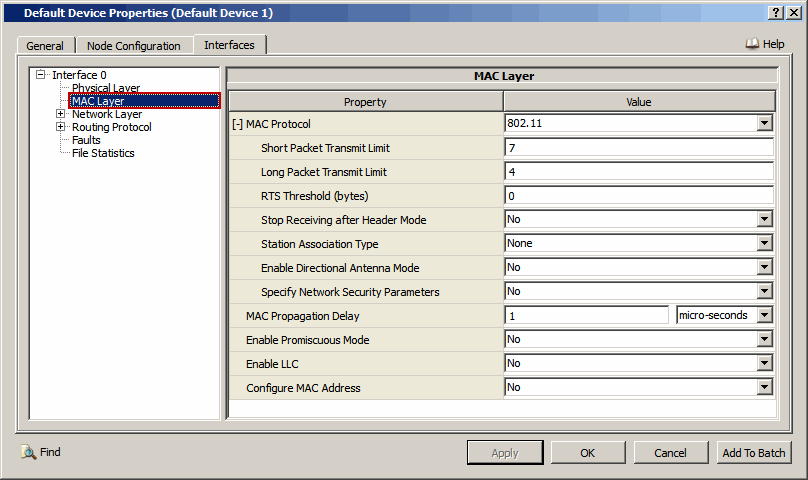 Default Device Properties (Default Device 1)
General Node Configuration Interfaces Help
Interface 0
Physical Layer
MAC Layer
Network Layer
Routing Protocol
Faults
File Statistics
MAC Layer
Property Value
[-] MAC Protocol 802.11
Short Packet Transmit Limit 7
Long Packet Transmit Limit 4
RTS Threshold (bytes) 0
Stop Receiving after Header Mode No
Station Association Type None
Enable Directional Antenna Mode No
Specify Network Security Parameters No
MAC Propagation Delay 1 micro-seconds
Enable Promiscuous Mode No
Enable LLC No
Configure MAC Address No
Find Apply OK Cancel Add To Batch